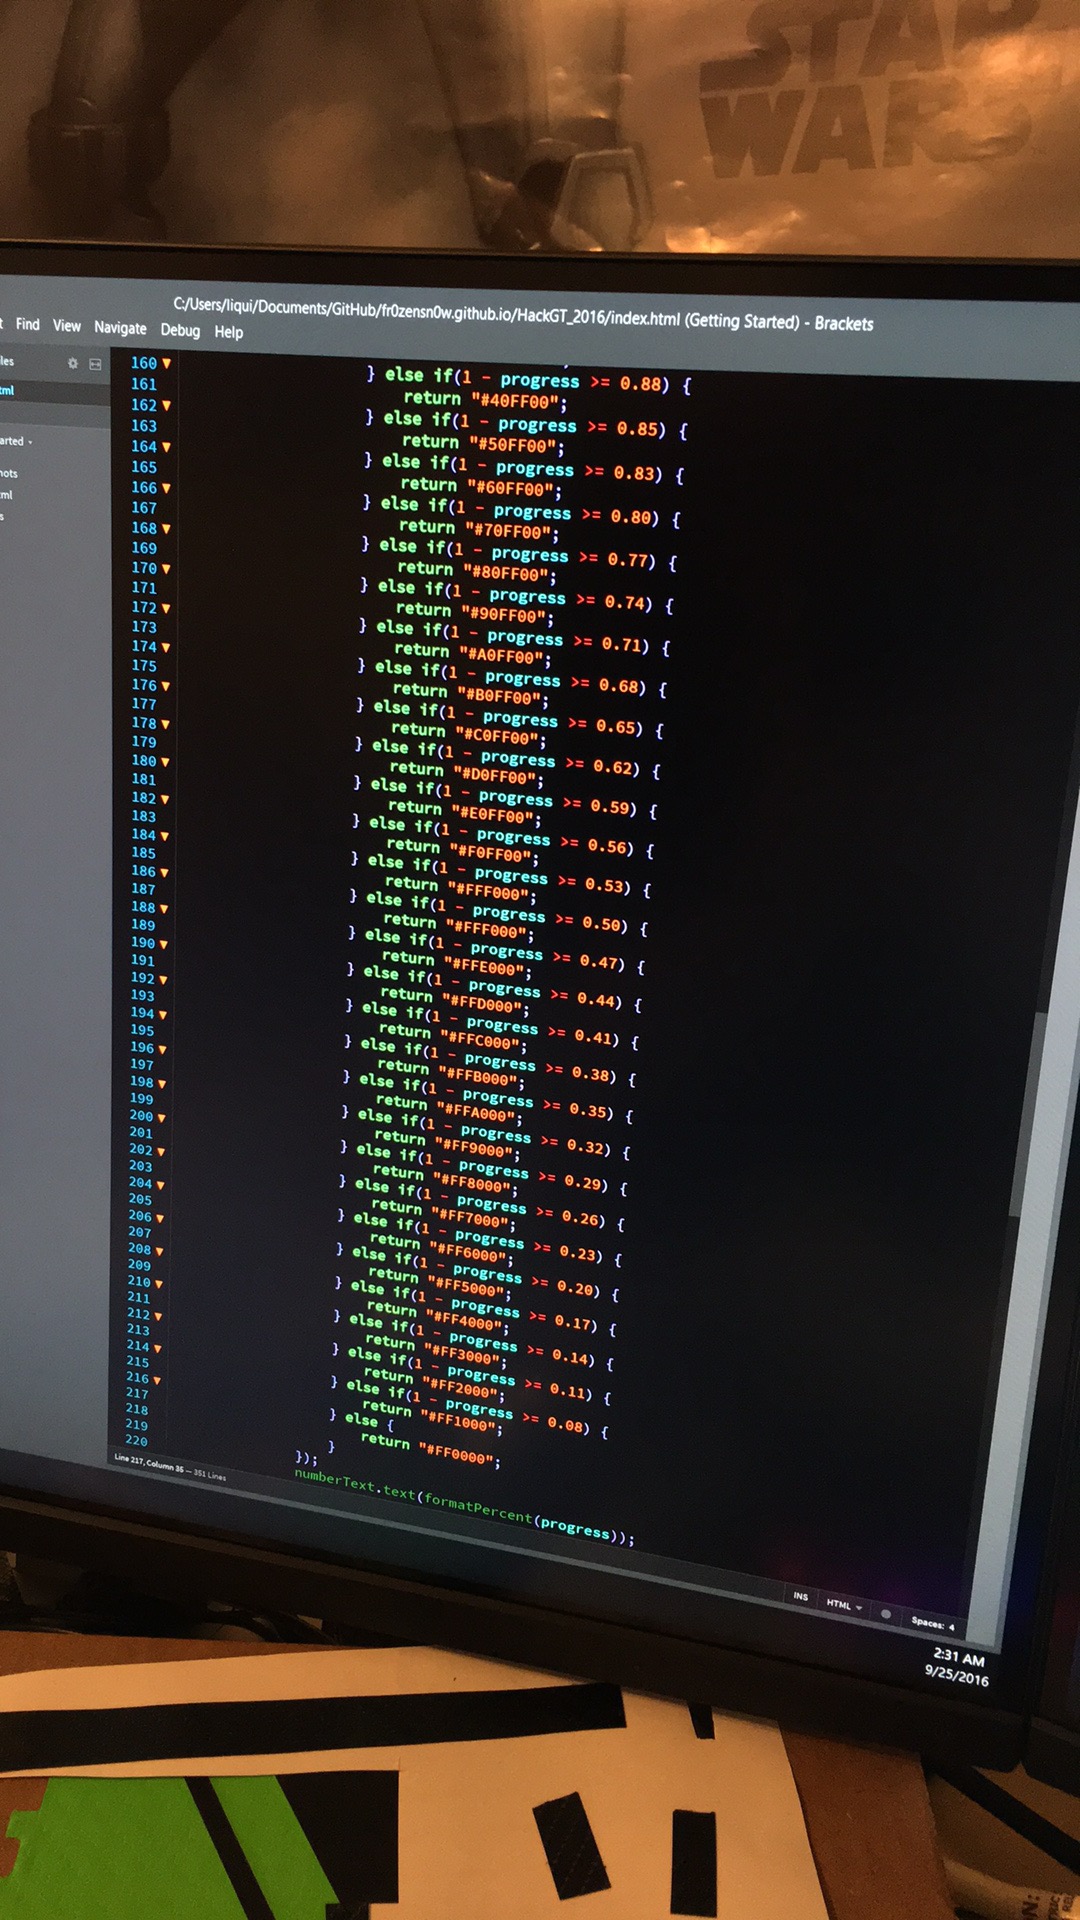 STAR
WARS
C:/Users/liqui/Documents/GitHub/fr0zensn0w.github.io/HackGT_2016/index.html (Getting Started) - Brackets
t Find View Navigate Debug Help
les
tml
arted
nots
ml
s
160
161
162
163
164
165
166
167
168
169
170
171
172
173
174
175
176
177
178
179
180
181
182
183
184
185
186
187
188
189
190
191
192
193
194
195
196
197
198
199
200
201
202
203
204
205
206
207
208
209
210
211
212
213
214
215
216
217
218
219
220
} else if(1 - progress >= 0.88) {
return "#40FF00";
} else if(1 - progress >= 0.85) {
return "#50FF00";
} else if(1 - progress >= 0.83) {
return "#60FF00";
} else if(1 - progress >= 0.80) {
return "#70FF00";
} else if(1 - progress >= 0.77) {
return "#80FF00";
} else if(1 - progress >= 0.74) {
return "#90FF00";
} else if(1 - progress >= 0.71) {
return "#A0FF00";
} else if(1 - progress >= 0.68) {
return "#B0FF00";
} else if(1 - progress >= 0.65) {
return "#C0FF00";
} else if(1 - progress >= 0.62) {
return "#D0FF00";
} else if(1 - progress >= 0.59) {
return "#E0FF00";
} else if(1 - progress >= 0.56) {
return "#F0FF00";
} else if(1 - progress >= 0.53) {
return "#FFF000";
} else if(1 - progress >= 0.50) {
return "#FFF000";
} else if(1 - progress >= 0.47) {
return "#FFE000";
} else if(1 - progress >= 0.44) {
return "#FFD000";
} else if(1 - progress >= 0.41) {
return "#FFC000";
} else if(1 - progress >= 0.38) {
return "#FFB000";
} else if(1 - progress >= 0.35) {
return "#FFA000";
} else if(1 - progress >= 0.32) {
return "#FF9000";
} else if(1 - progress >= 0.29) {
return "#FF8000";
} else if(1 - progress >= 0.26) {
return "#FF7000";
} else if(1 - progress >= 0.23) {
return "#FF6000";
} else if(1 - progress >= 0.20) {
return "#FF5000";
} else if(1 - progress >= 0.17) {
return "#FF4000";
} else if(1 - progress >= 0.14) {
return "#FF3000";
} else if(1 - progress >= 0.11) {
return "#FF2000";
} else if(1 - progress >= 0.08) {
return "#FF1000";
} else {
return "#FF0000";
}
});
numberText.text(formatPercent(progress));
Line 217, Column 35 — 351 Lines
INS HTML Spaces: 4
2:31 AM
9/25/2016